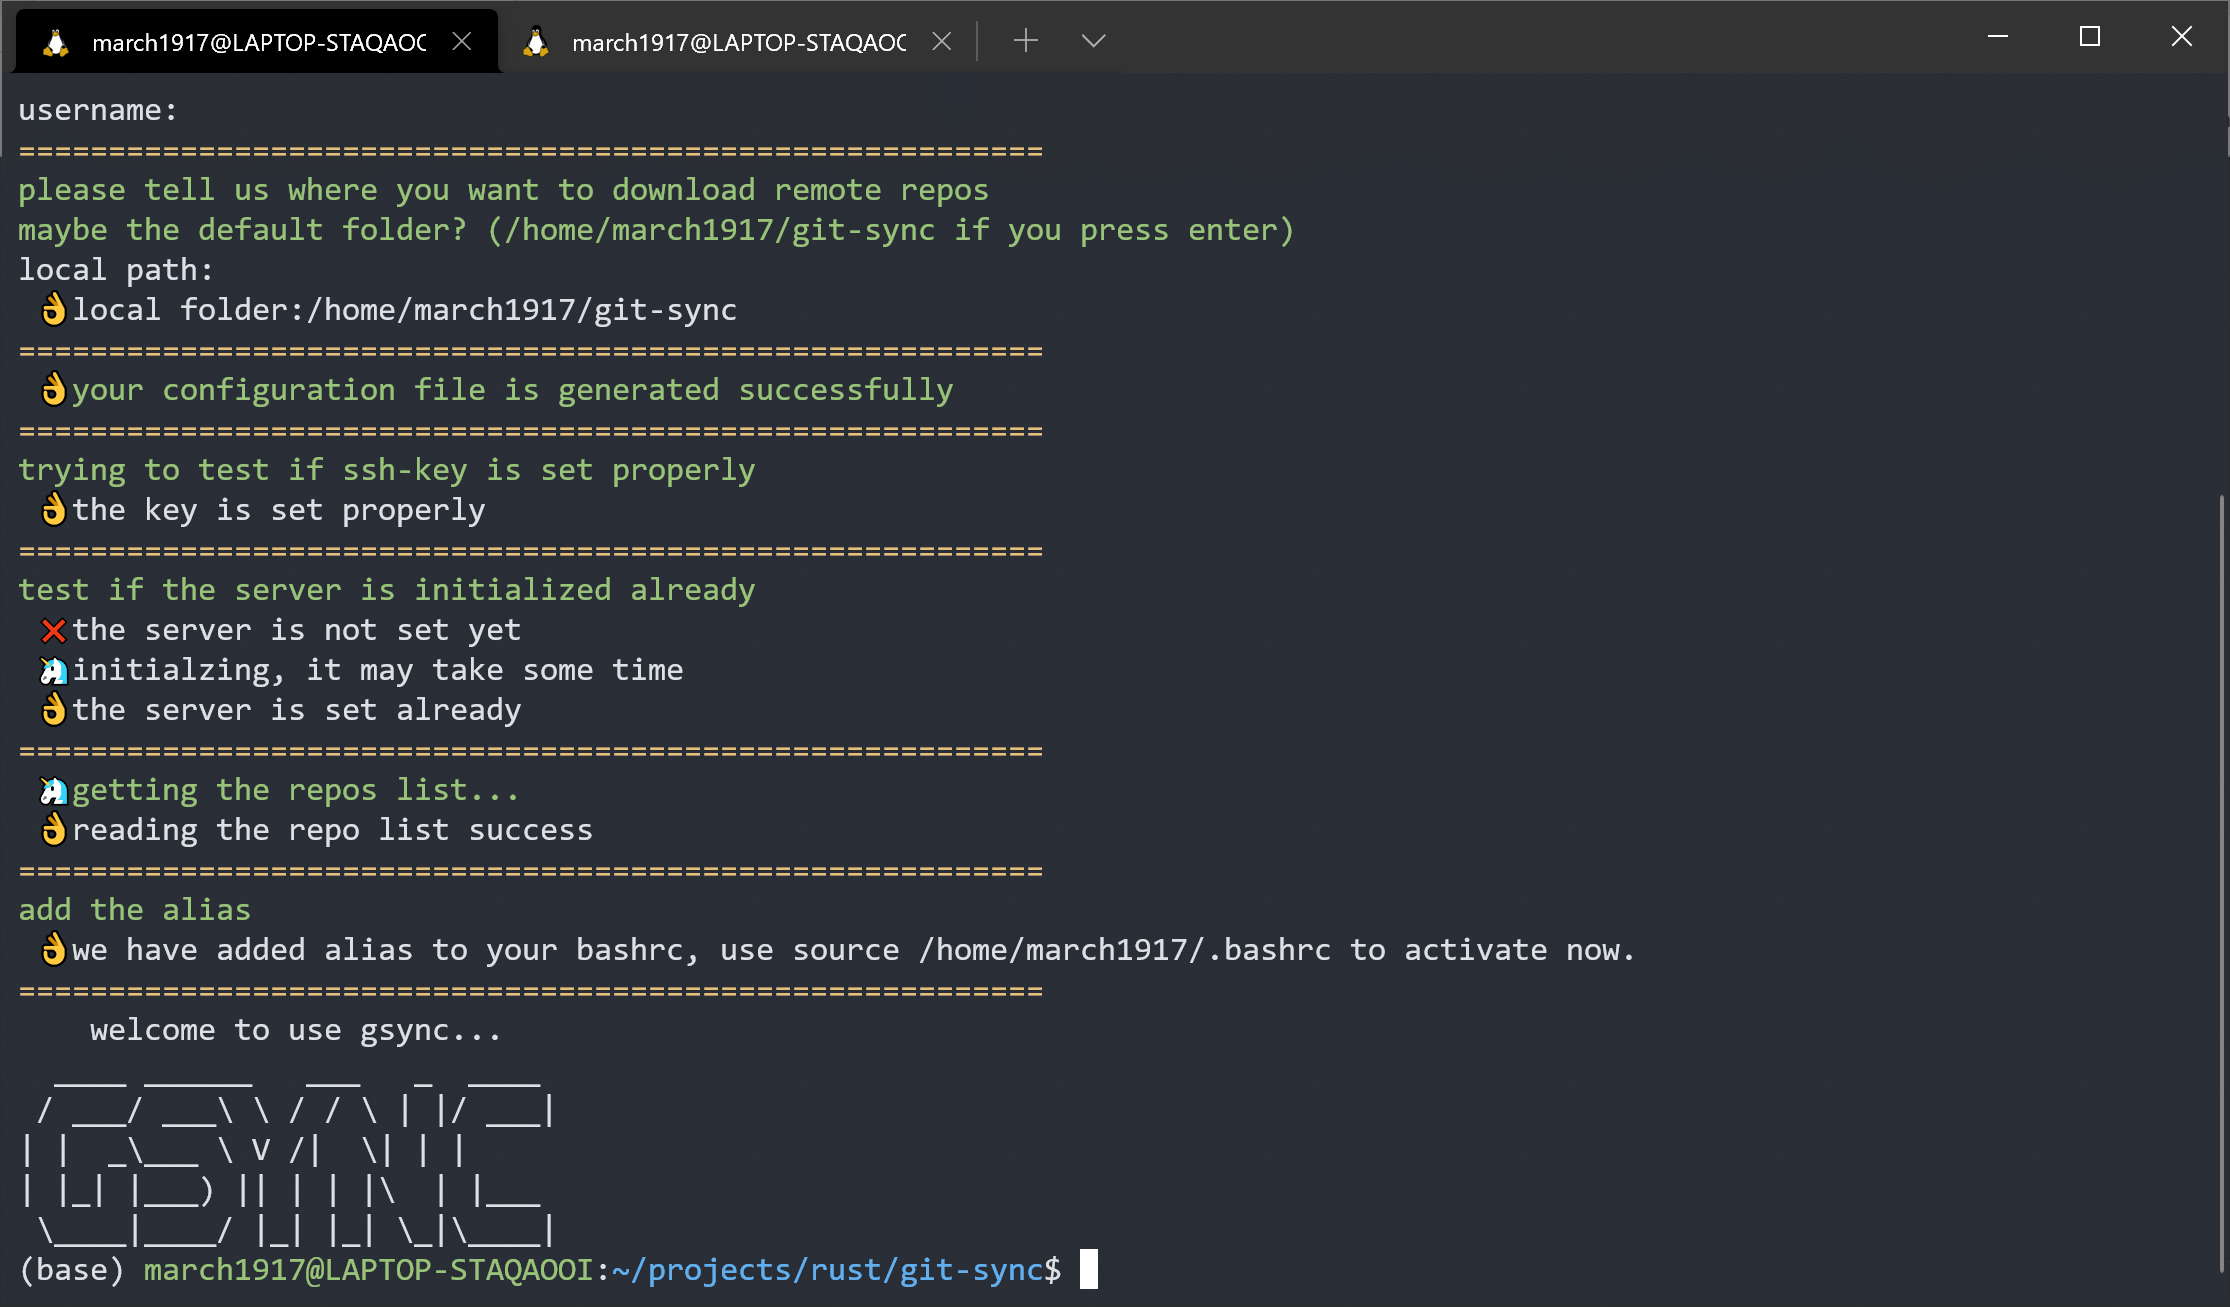 march1917@LAPTOP-STAQAOO
march1917@LAPTOP-STAQAOO
username:
=========================================================
please tell us where you want to download remote repos
maybe the default folder? (/home/march1917/git-sync if you press enter)
local path:
👌local folder:/home/march1917/git-sync
=========================================================
👌your configuration file is generated successfully
=========================================================
trying to test if ssh-key is set properly
👌the key is set properly
=========================================================
test if the server is initialized already
❌the server is not set yet
🦄initialzing, it may take some time
👌the server is set already
=========================================================
🦄getting the repos list...
👌reading the repo list success
=========================================================
add the alias
👌we have added alias to your bashrc, use source /home/march1917/.bashrc to activate now.
=========================================================
    welcome to use gsync...
  ____ ______   ___   _  ____
 / ___/ ___\ \ / / \ | |/ ___|
| |  _\___ \ V /|  \| | |
| |_| |___) || | | |\  | |___
 \____|____/ |_| |_| \_|\____|
(base) march1917@LAPTOP-STAQAOOI:~/projects/rust/git-sync$